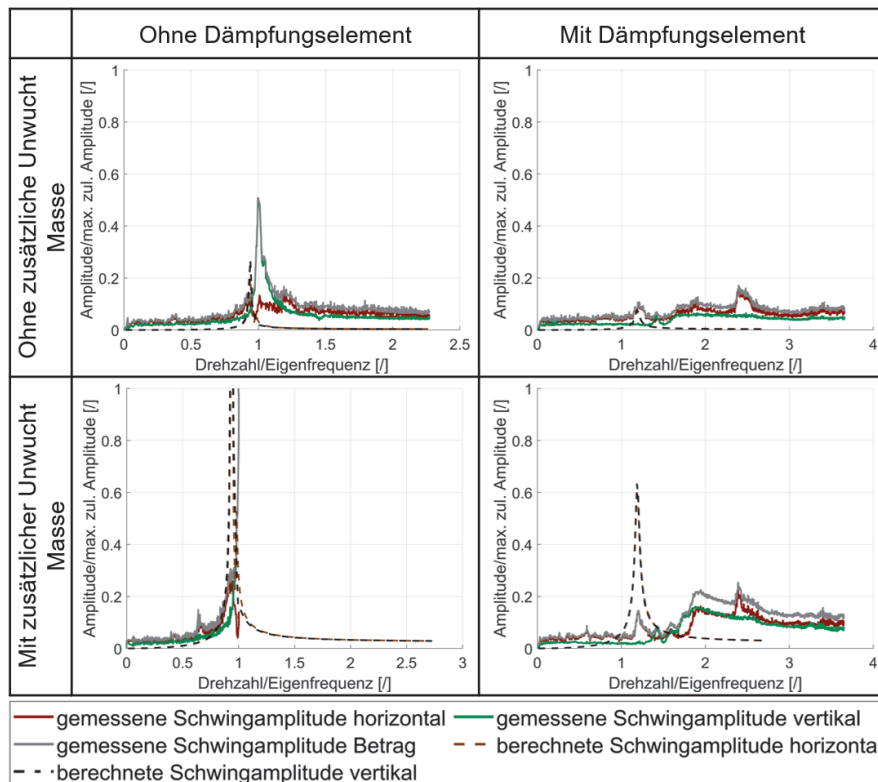 Ohne Dämpfungselement
Mit Dämpfungselement
Ohne zusätzliche Unwucht
Masse
Amplitude/max. zul. Amplitude [/]
1
0.8
0.6
0.4
0.2
0
0 0.5 1 1.5 2 2.5
Drehzahl/Eigenfrequenz [/]
Amplitude/max. zul. Amplitude [/]
1
0.8
0.6
0.4
0.2
0
0 1 2 3 4
Drehzahl/Eigenfrequenz [/]
Mit zusätzlicher Unwucht
Masse
Amplitude/max. zul. Amplitude [/]
1
0.8
0.6
0.4
0.2
0
0 0.5 1 1.5 2 2.5 3
Drehzahl/Eigenfrequenz [/]
Amplitude/max. zul. Amplitude [/]
1
0.8
0.6
0.4
0.2
0
0 1 2 3 4
Drehzahl/Eigenfrequenz [/]
gemessene Schwingamplitude horizontal
gemessene Schwingamplitude vertikal
gemessene Schwingamplitude Betrag
berechnete Schwingamplitude horizontal
berechnete Schwingamplitude vertikal